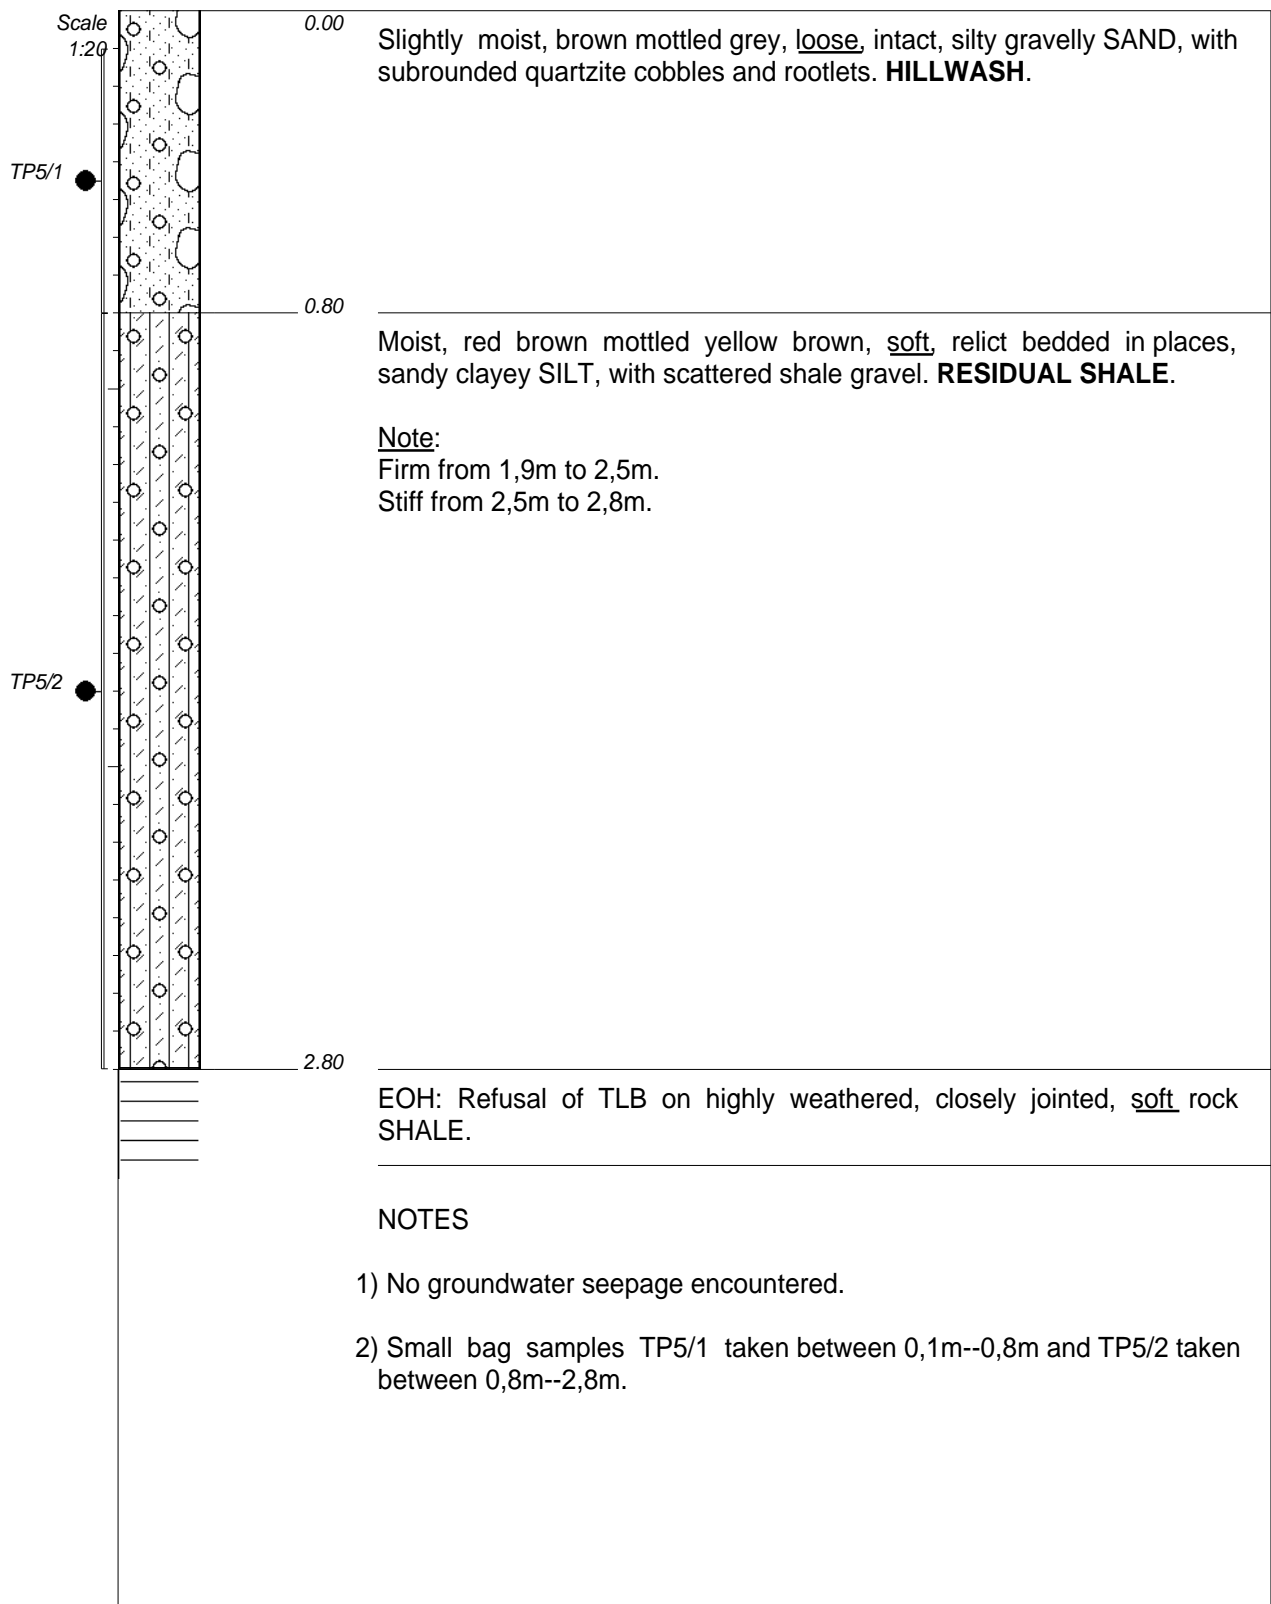 Scale
1:20
0.00
Slightly moist, brown mottled grey, loose, intact, silty gravelly SAND, with
subrounded quartzite cobbles and rootlets. HILLWASH.
TP5/1
0.80
Moist, red brown mottled yellow brown, soft, relict bedded in places,
sandy clayey SILT, with scattered shale gravel. RESIDUAL SHALE.
Note:
Firm from 1,9m to 2,5m.
Stiff from 2,5m to 2,8m.
TP5/2
2.80
EOH: Refusal of TLB on highly weathered, closely jointed, soft rock
SHALE.
NOTES
1) No groundwater seepage encountered.
2) Small bag samples TP5/1 taken between 0,1m--0,8m and TP5/2 taken
between 0,8m--2,8m.